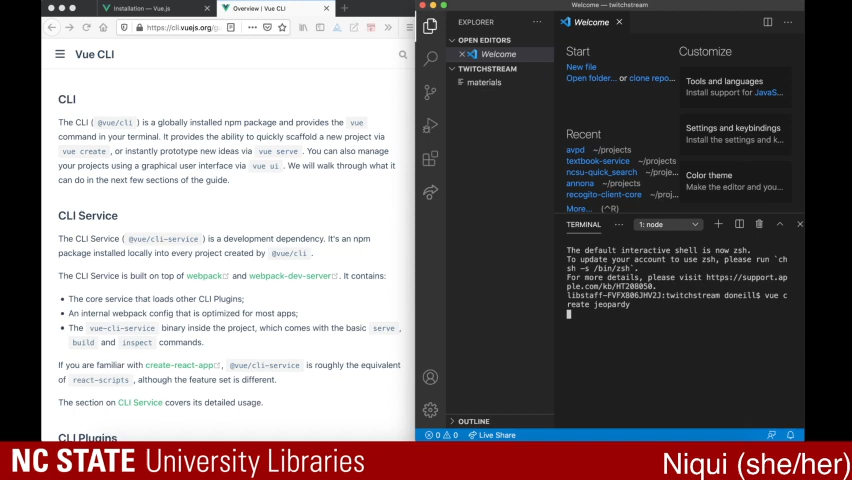 Installation — Vue.js
Overview | Vue CLI
https://cli.vuejs.org/gu
Vue CLI
CLI
The CLI ( @vue/cli ) is a globally installed npm package and provides the vue
command in your terminal. It provides the ability to quickly scaffold a new project via
vue create , or instantly prototype new ideas via vue serve . You can also manage
your projects using a graphical user interface via vue ui . We will walk through what it
can do in the next few sections of the guide.
CLI Service
The CLI Service ( @vue/cli-service ) is a development dependency. It's an npm
package installed locally into every project created by @vue/cli .
The CLI Service is built on top of webpack and webpack-dev-server . It contains:
• The core service that loads other CLI Plugins;
• An internal webpack config that is optimized for most apps;
• The vue-cli-service binary inside the project, which comes with the basic serve ,
build and inspect commands.
If you are familiar with create-react-app , @vue/cli-service is roughly the equivalent
of react-scripts , although the feature set is different.
The section on CLI Service covers its detailed usage.
CLI Plugins
Welcome — twitchstream
EXPLORER
OPEN EDITORS
Welcome
TWITCHSTREAM
materials
OUTLINE
Welcome
Start
New file
Open folder... or clone repo...
Recent
avpd ~/projects
textbook-service ~/projects
ncsu-quick_search ~/proje...
annona ~/projects
recogito-client-core ~/proj...
More... (^R)
Customize
Tools and languages
Install support for JavaS...
Settings and keybindings
Install the settings and k...
Color theme
Make the editor and you...
TERMINAL
1: node
The default interactive shell is now zsh.
To update your account to use zsh, please run `ch
sh -s /bin/zsh`.
For more details, please visit https://support.ap
ple.com/kb/HT208050.
libstaff-FVFX806JHV2J:twitchstream doneill$ vue c
reate jeopardy
0 0 Live Share
NC STATE University Libraries
Niqui (she/her)